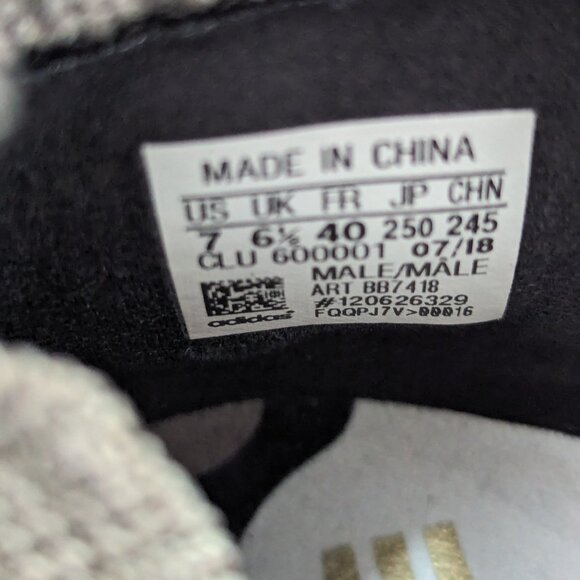 MADE IN CHINA
US UK FR JP CHN
7 6½ 40 250 245
CLU 600001 07/18
MALE/MÂLE
ART BB7418
#120626329
adidas FQQPJ7V>00016